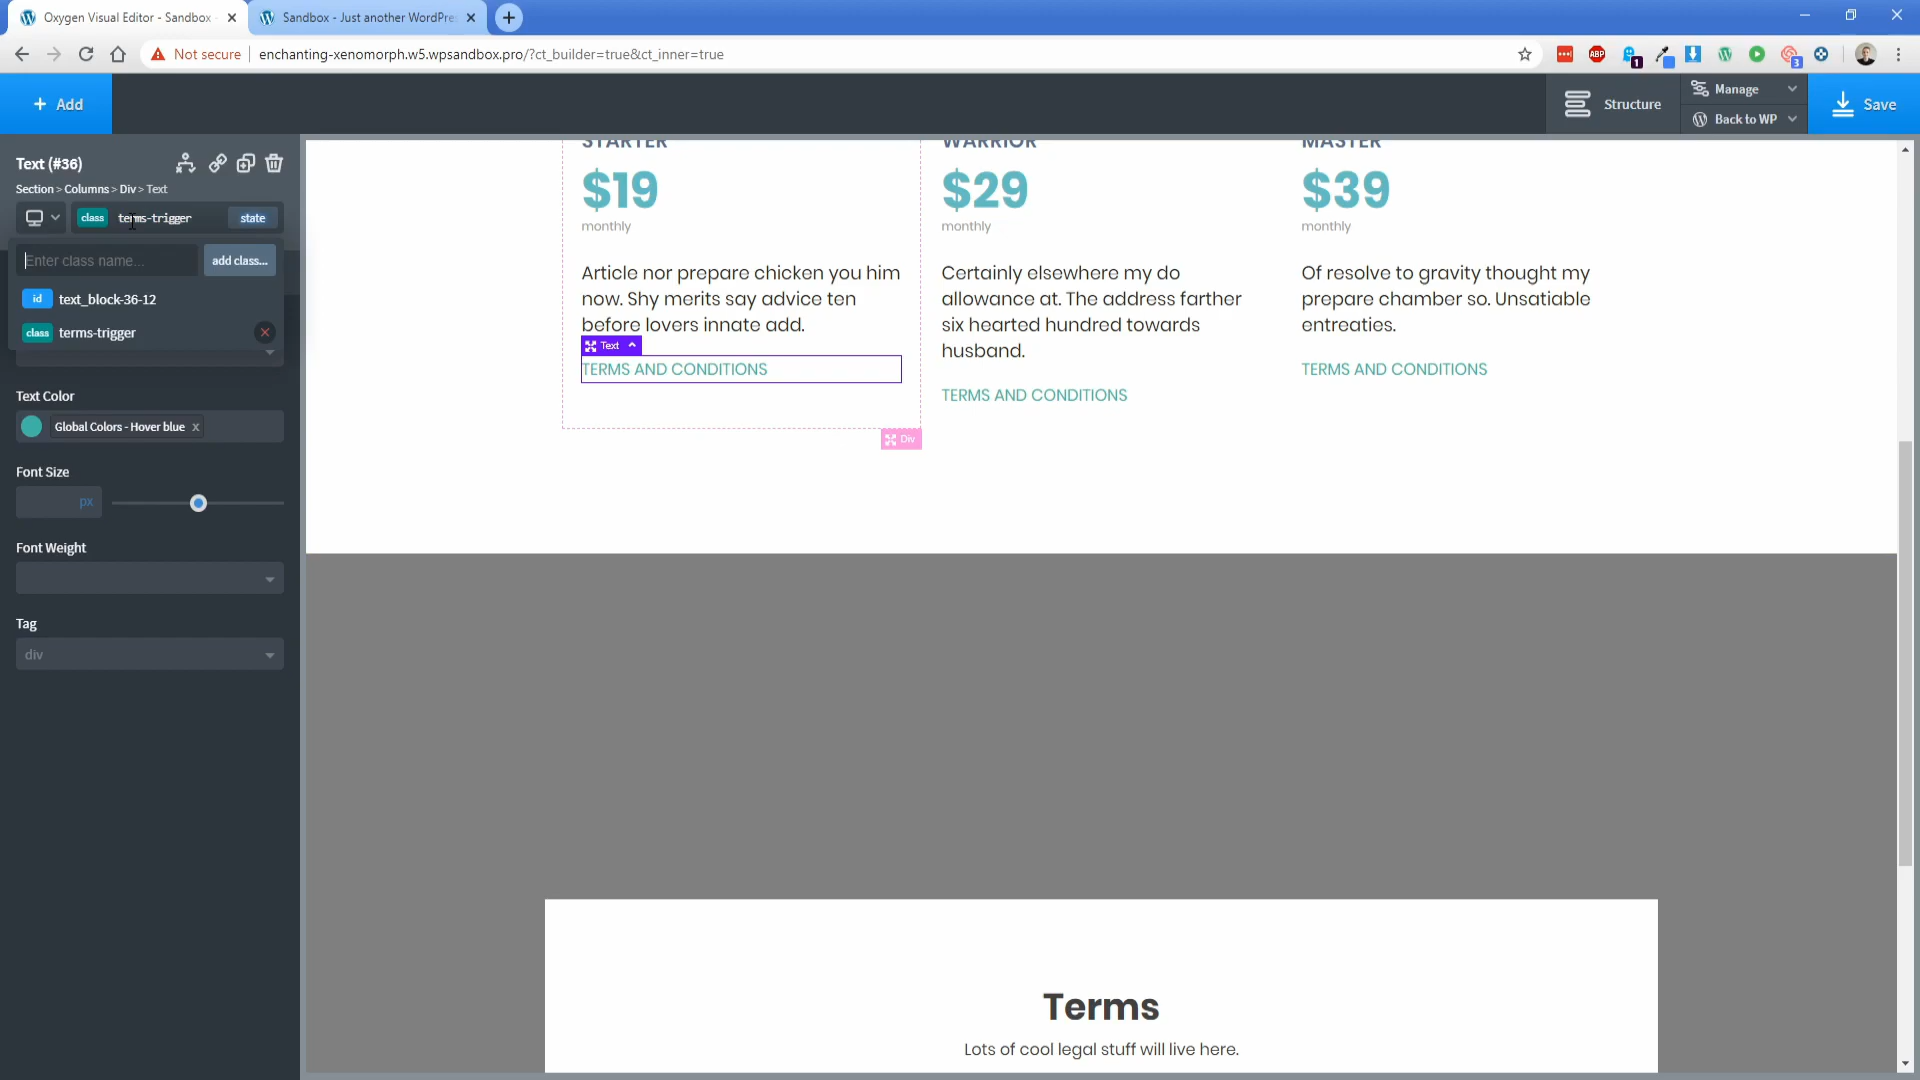 Oxygen Visual Editor - Sandbox
Sandbox - Just another WordPre
Not secure
enchanting-xenomorph.w5.wpsandbox.pro/?ct_builder=true&ct_inner=true
ABP
1
3
+ Add
Structure
Manage
Back to WP
Save
Text (#36)
Section > Columns > Div > Text
class terms-trigger state
Enter class name... add class...
id text_block-36-12
class terms-trigger
Text Color
Global Colors - Hover blue x
Font Size
px
Font Weight
Tag
div
STARTER
$19
monthly
Article nor prepare chicken you him
now. Shy merits say advice ten
before lovers innate add.
Text
TERMS AND CONDITIONS
Div
WARRIOR
$29
monthly
Certainly elsewhere my do
allowance at. The address farther
six hearted hundred towards
husband.
TERMS AND CONDITIONS
MASTER
$39
monthly
Of resolve to gravity thought my
prepare chamber so. Unsatiable
entreaties.
TERMS AND CONDITIONS
Terms
Lots of cool legal stuff will live here.